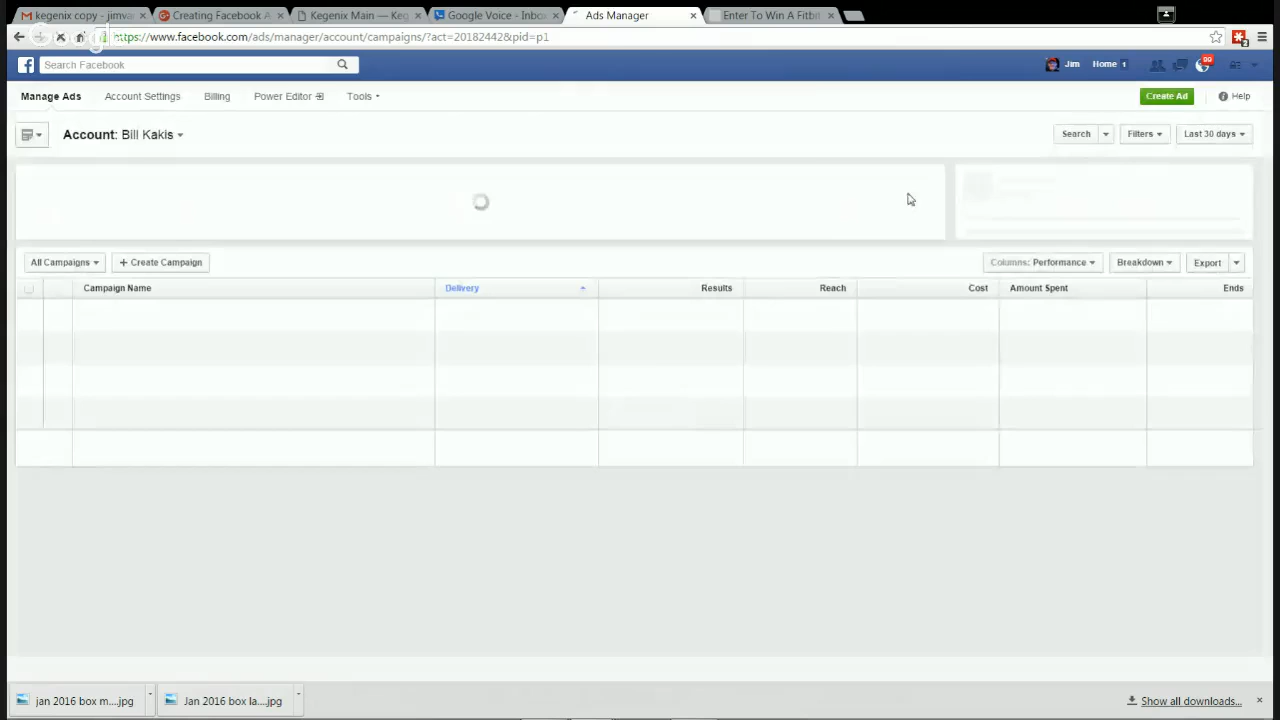 kegenix copy - jimvan
Creating Facebook A
Kegenix Main — Keg
Google Voice - Inbox
Ads Manager
Enter To Win A Fitbit
https://www.facebook.com/ads/manager/account/campaigns/?act=20182442&pid=p1
Search Facebook
Jim
Home 1
99
Manage Ads
Account Settings
Billing
Power Editor
Tools
Create Ad
Help
Account: Bill Kakis
Search
Filters
Last 30 days
All Campaigns
+ Create Campaign
Columns: Performance
Breakdown
Export
Campaign Name
Delivery
Results
Reach
Cost
Amount Spent
Ends
jan 2016 box m....jpg
Jan 2016 box la....jpg
Show all downloads...